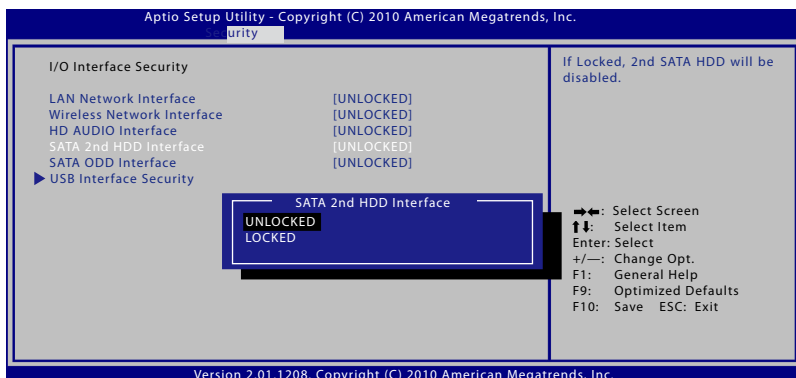 Aptio Setup Utility - Copyright (C) 2010 American Megatrends, Inc.
Security
I/O Interface Security
LAN Network Interface [UNLOCKED]
Wireless Network Interface [UNLOCKED]
HD AUDIO Interface [UNLOCKED]
SATA 2nd HDD Interface [UNLOCKED]
SATA ODD Interface [UNLOCKED]
USB Interface Security
SATA 2nd HDD Interface
UNLOCKED
LOCKED
If Locked, 2nd SATA HDD will be
disabled.
→←: Select Screen
↑↓: Select Item
Enter: Select
+/—: Change Opt.
F1: General Help
F9: Optimized Defaults
F10: Save ESC: Exit
Version 2.01.1208. Copyright (C) 2010 American Megatrends, Inc.